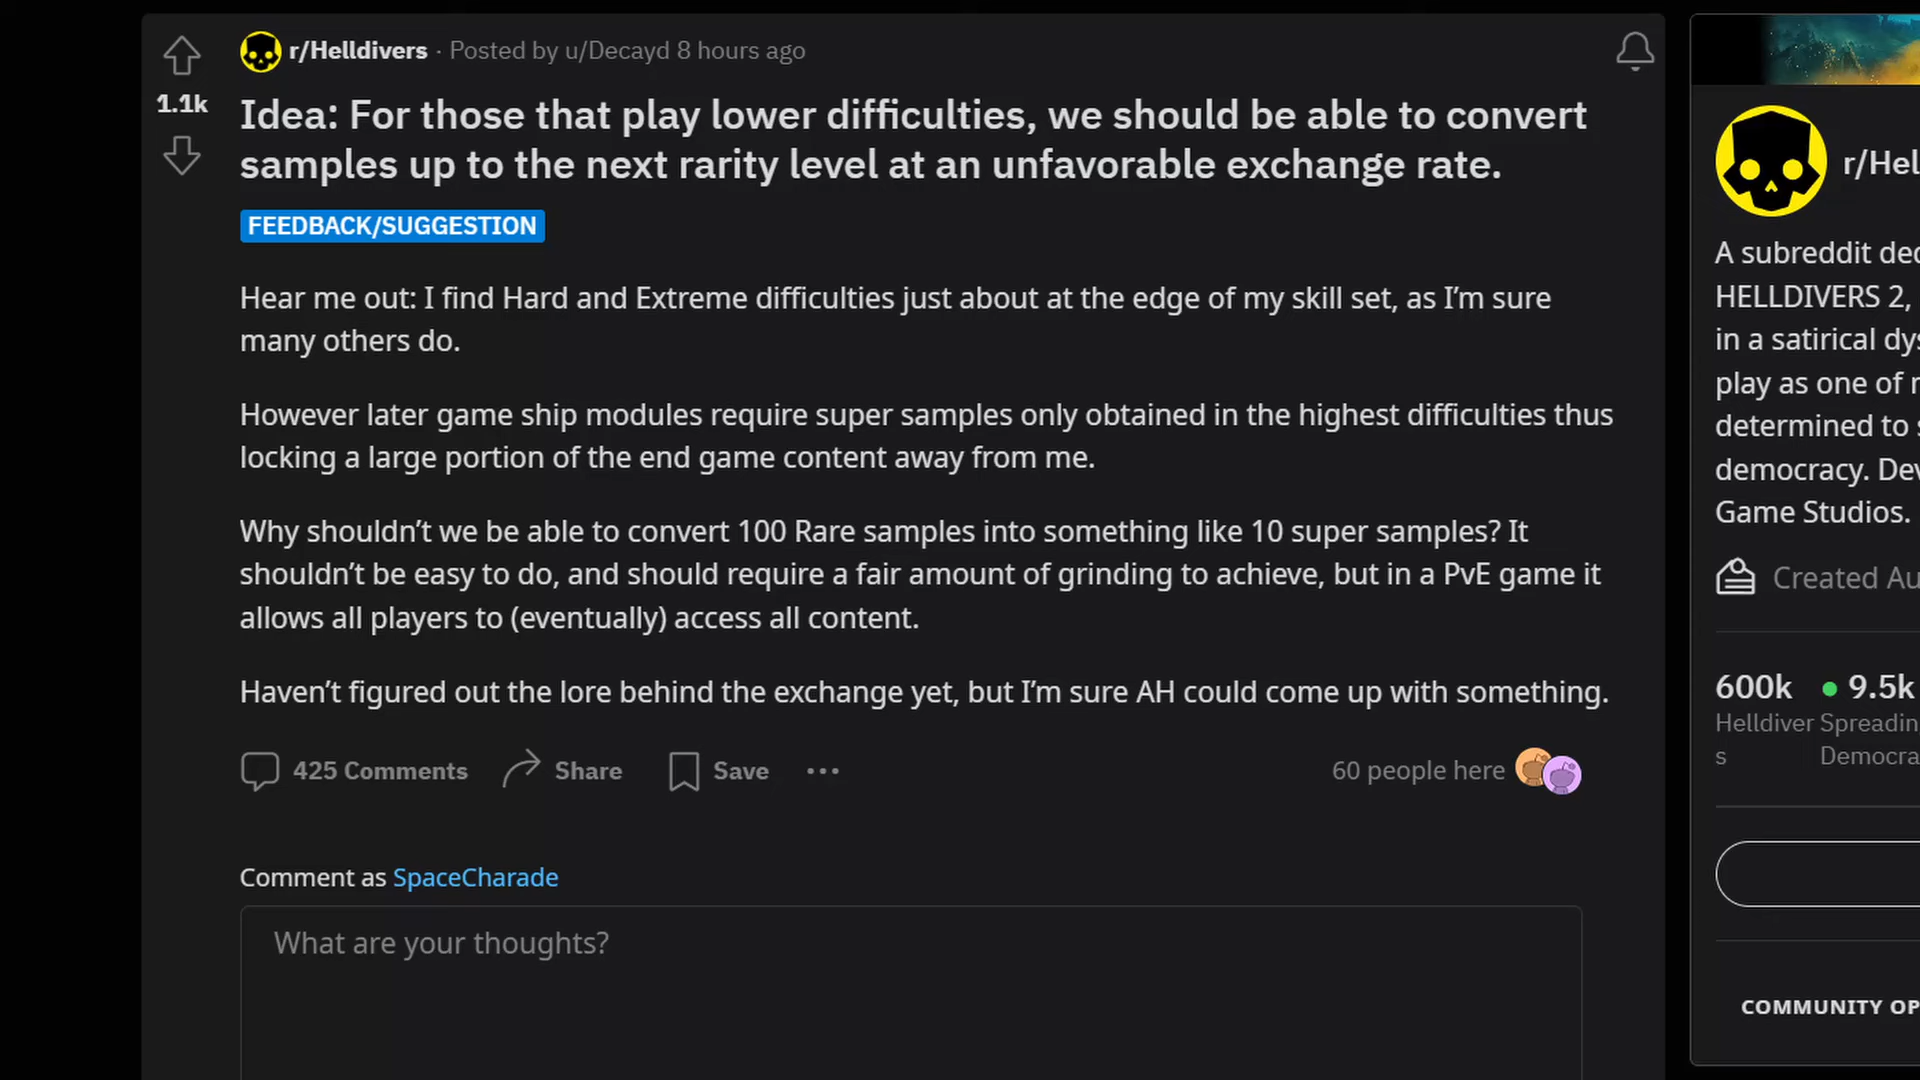 r/Helldivers · Posted by u/Decayd 8 hours ago
1.1k
Idea: For those that play lower difficulties, we should be able to convert
samples up to the next rarity level at an unfavorable exchange rate.
FEEDBACK/SUGGESTION
Hear me out: I find Hard and Extreme difficulties just about at the edge of my skill set, as I’m sure
many others do.
However later game ship modules require super samples only obtained in the highest difficulties thus
locking a large portion of the end game content away from me.
Why shouldn’t we be able to convert 100 Rare samples into something like 10 super samples? It
shouldn’t be easy to do, and should require a fair amount of grinding to achieve, but in a PvE game it
allows all players to (eventually) access all content.
Haven’t figured out the lore behind the exchange yet, but I’m sure AH could come up with something.
425 Comments Share Save ··· 60 people here
Comment as SpaceCharade
What are your thoughts?
r/Hel
A subreddit dec
HELLDIVERS 2,
in a satirical dys
play as one of
determined to s
democracy. Dev
Game Studios.
Created Au
600k 9.5k
Helldiver Spreadin
s Democra
COMMUNITY OP